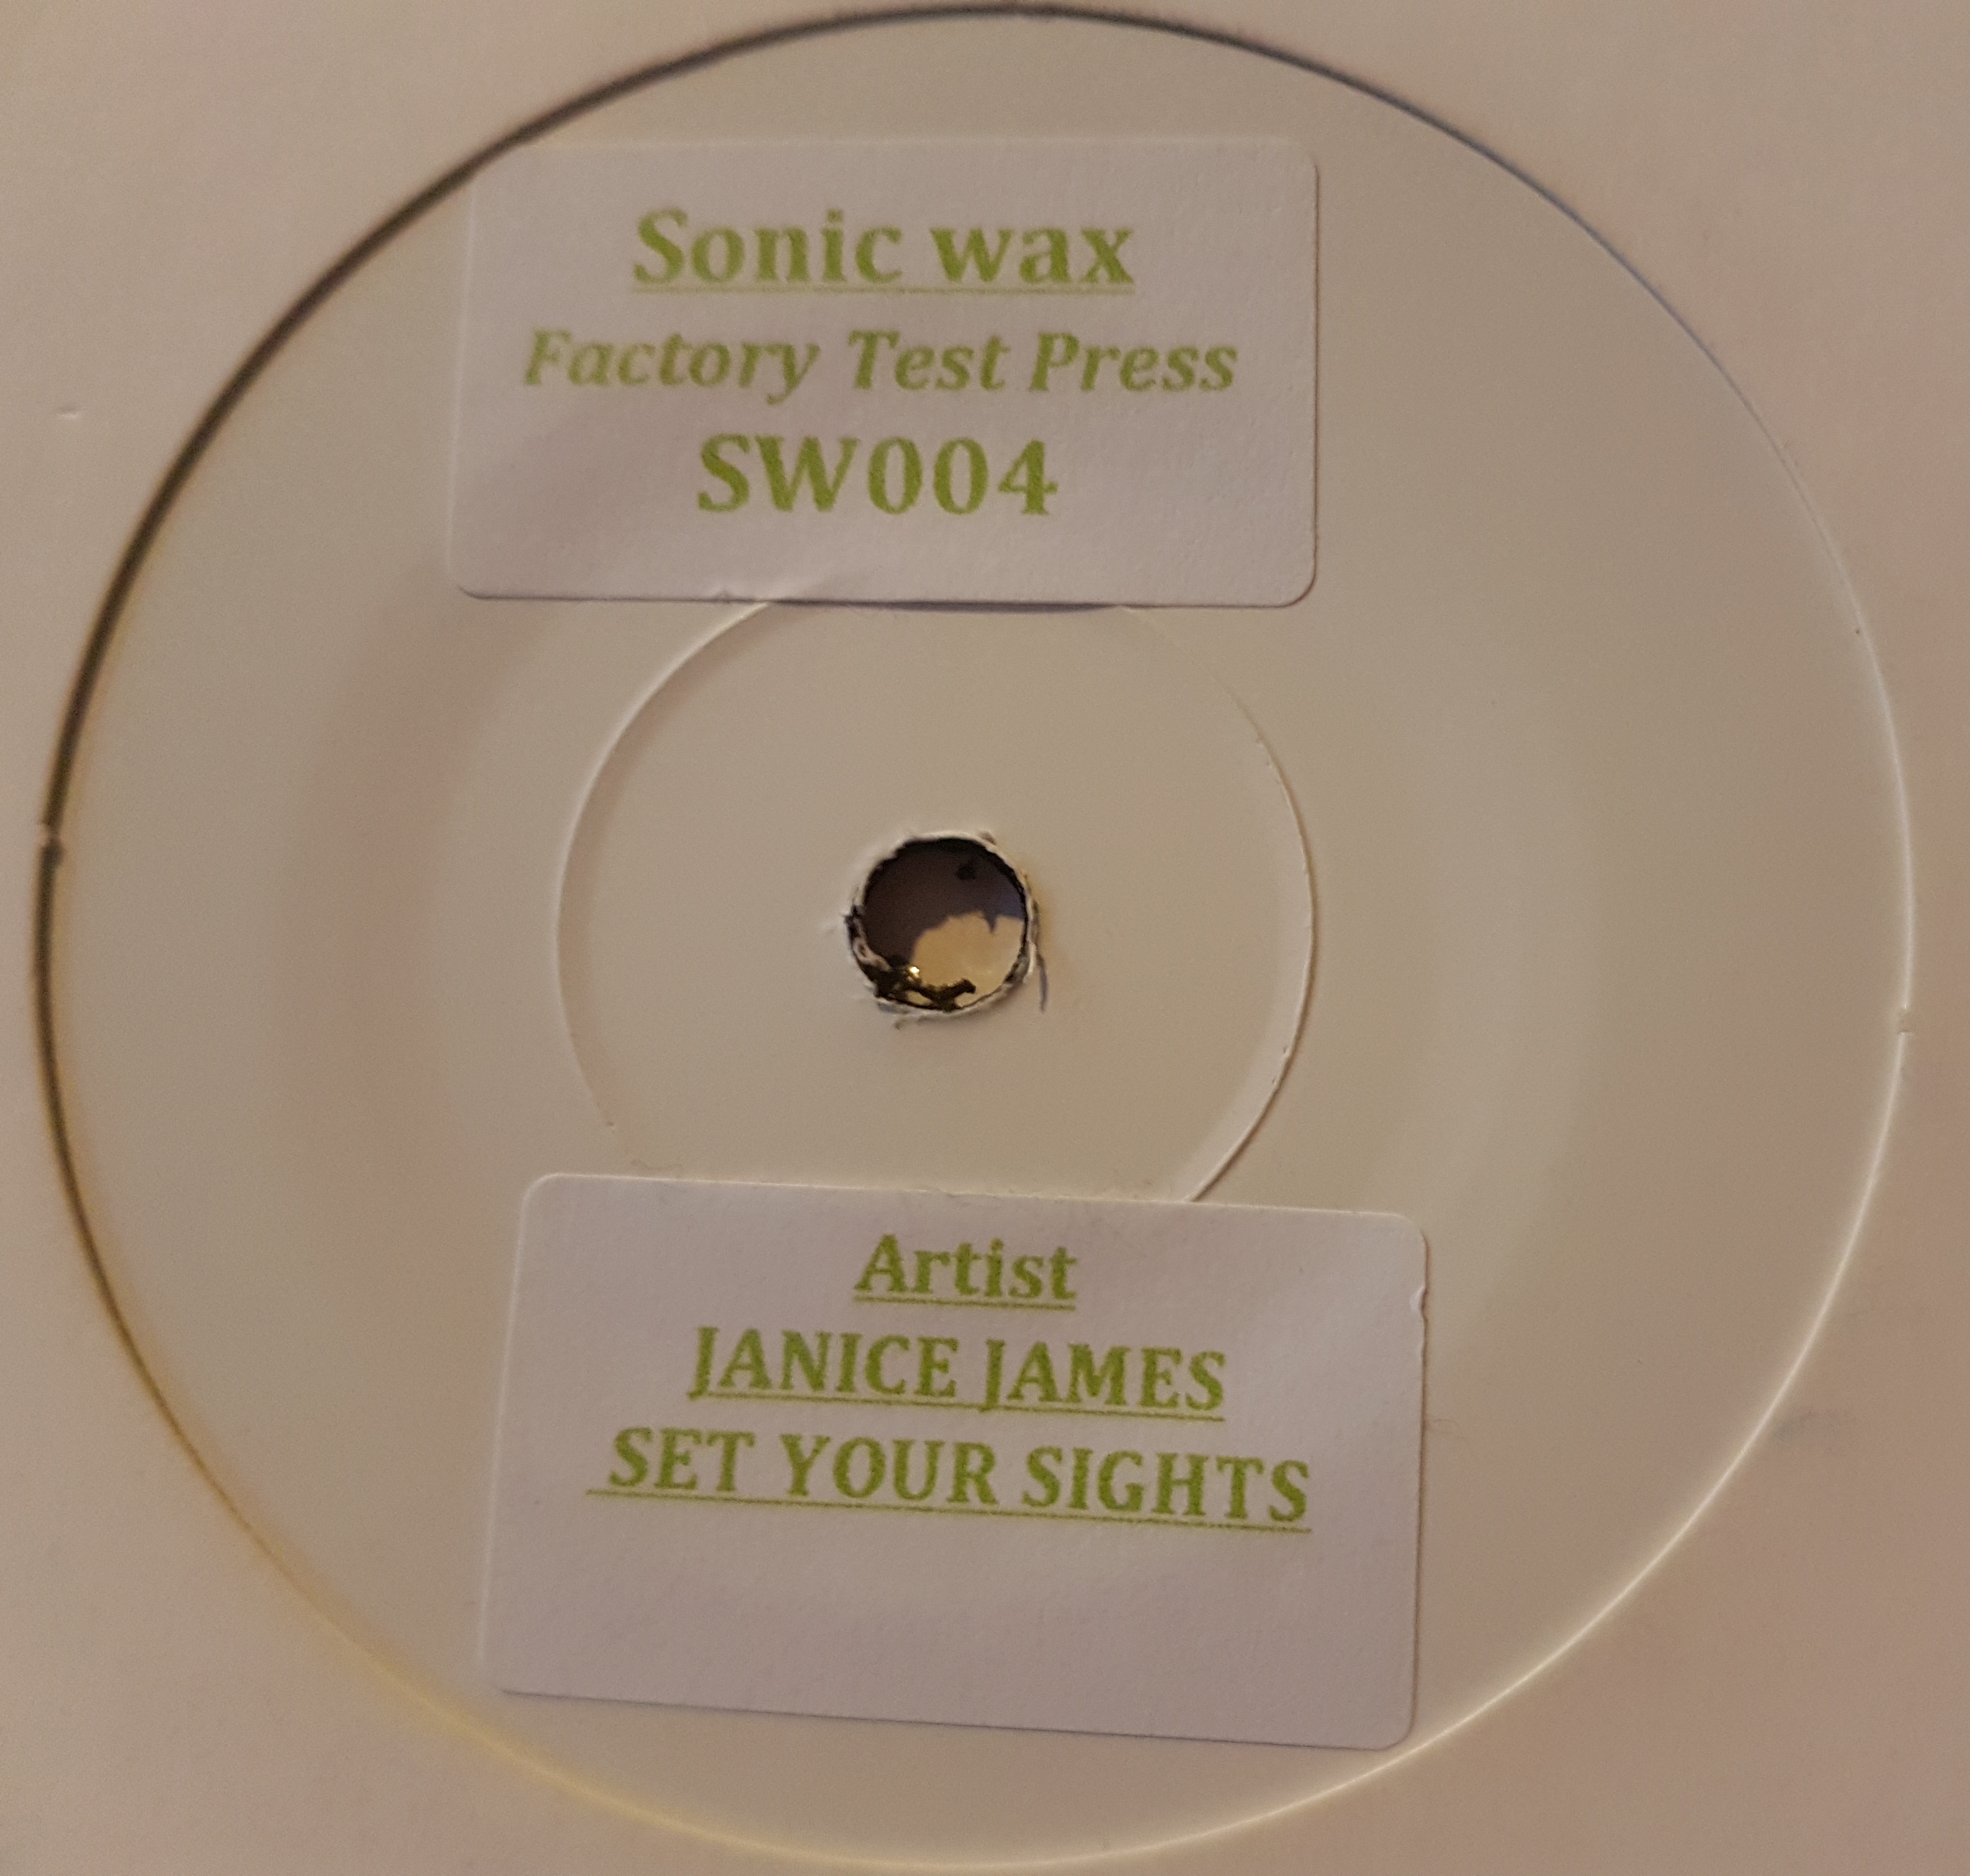 Sonic wax
Factory Test Press
SW004
Artist
JANICE JAMES
SET YOUR SIGHTS